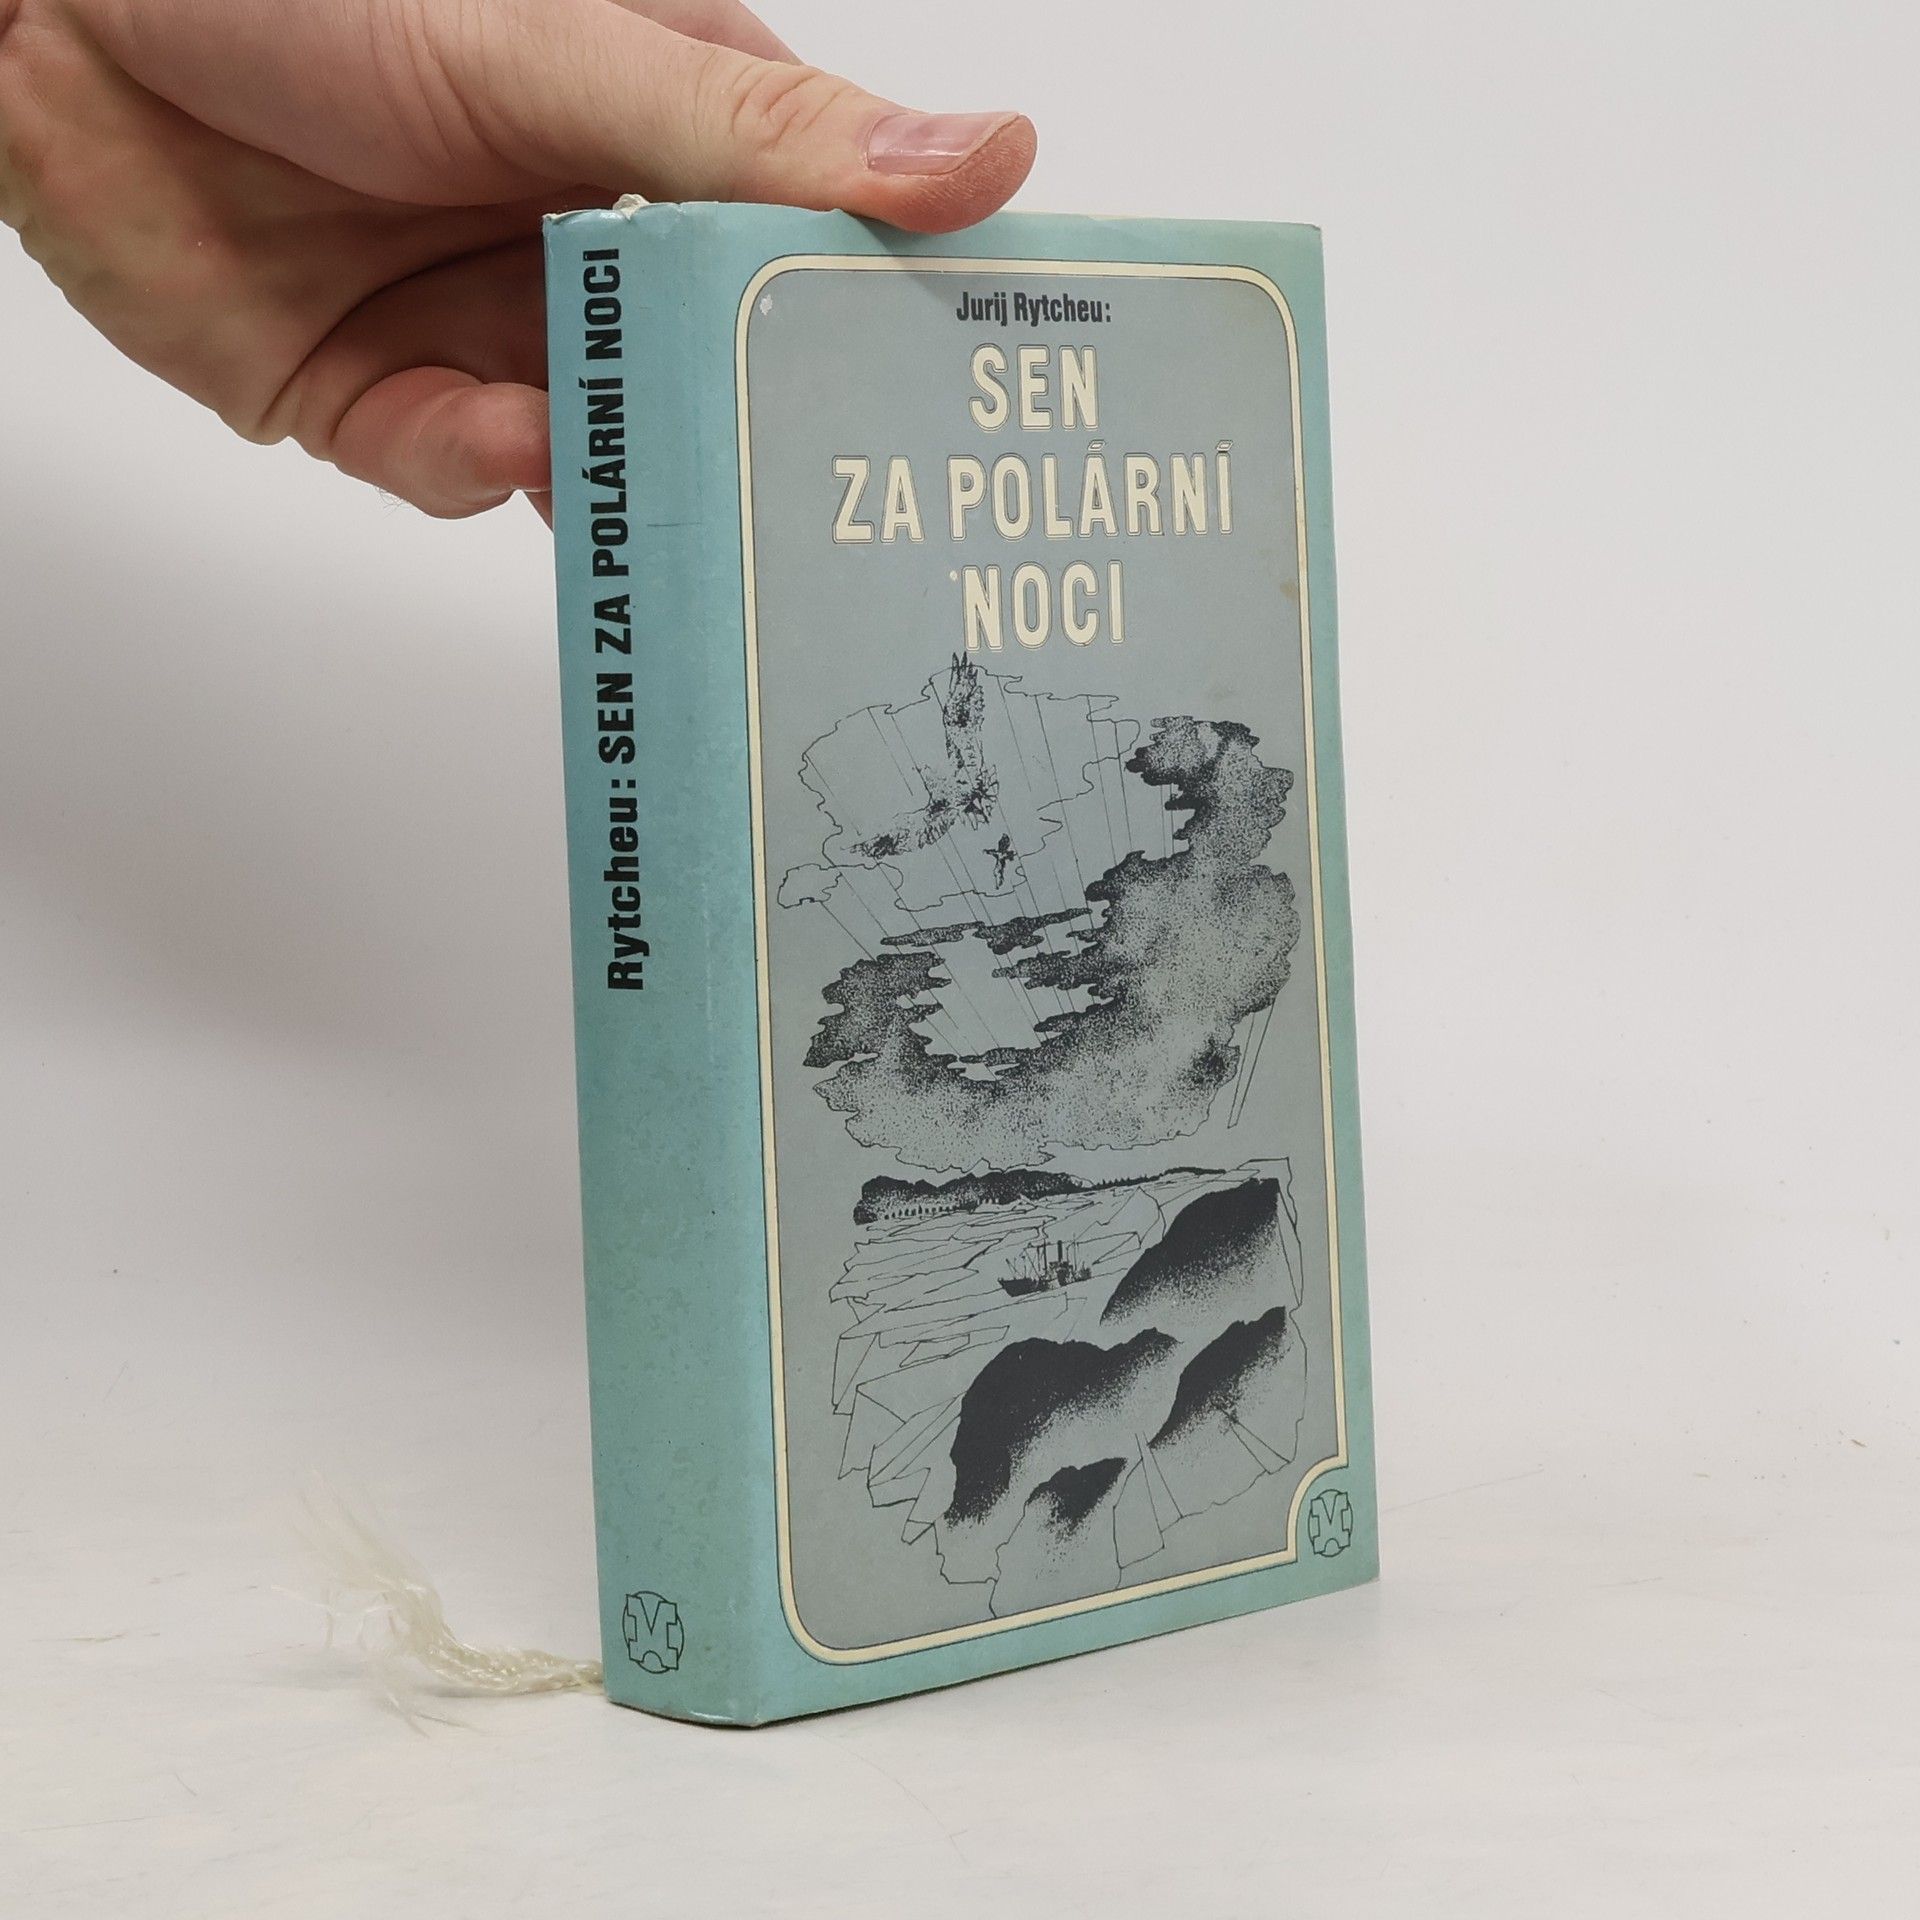 Rytcheu: SEN ZA POLÁRNÍ NOCI
Jurij Rytcheu:
SEN
ZA POLÁRNÍ
NOCI